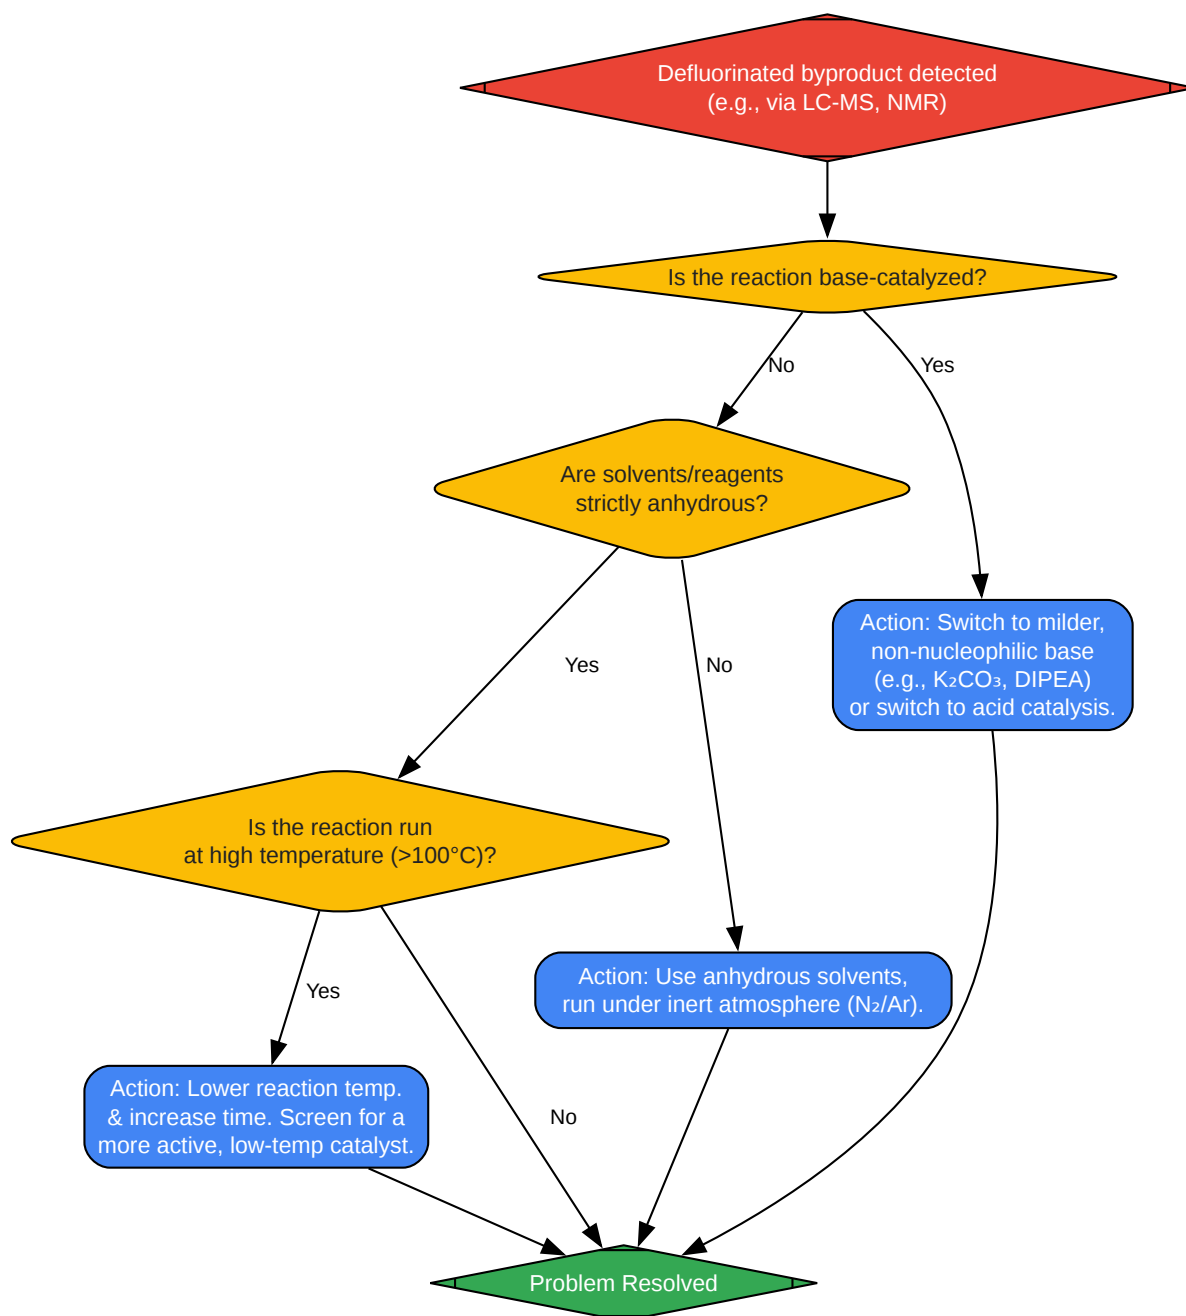 Defluorinated byproduct detected
(e.g., via LC-MS, NMR)
Is the reaction base-catalyzed?
No
Yes
Are solvents/reagents
strictly anhydrous?
Action: Switch to milder,
non-nucleophilic base
(e.g., K₂CO₃, DIPEA)
or switch to acid catalysis.
Yes
No
Is the reaction run
at high temperature (>100°C)?
Action: Use anhydrous solvents,
run under inert atmosphere (N₂/Ar).
Yes
No
Action: Lower reaction temp.
& increase time. Screen for a
more active, low-temp catalyst.
Problem Resolved